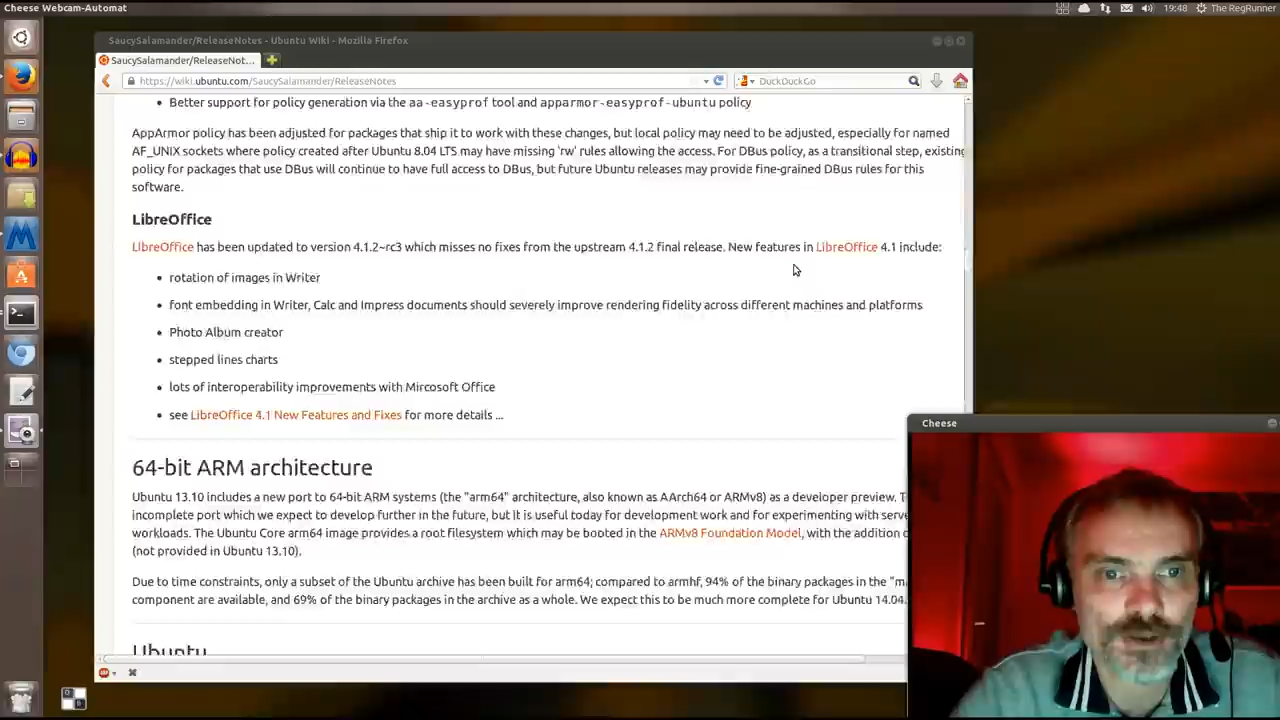 Cheese Webcam-Automat
19:48
The RegRunner
SaucySalamander/ReleaseNotes - Ubuntu Wiki - Mozilla Firefox
SaucySalamander/ReleaseNot...
https://wiki.ubuntu.com/SaucySalamander/ReleaseNotes
DuckDuckGo
• Better support for policy generation via the aa-easyprof tool and apparmor-easyprof-ubuntu policy
AppArmor policy has been adjusted for packages that ship it to work with these changes, but local policy may need to be adjusted, especially for named
AF_UNIX sockets where policy created after Ubuntu 8.04 LTS may have missing 'rw' rules allowing the access. For DBus policy, as a transitional step, existing
policy for packages that use DBus will continue to have full access to DBus, but future Ubuntu releases may provide fine-grained DBus rules for this
software.
LibreOffice
LibreOffice has been updated to version 4.1.2~rc3 which misses no fixes from the upstream 4.1.2 final release. New features in LibreOffice 4.1 include:
• rotation of images in Writer
• font embedding in Writer, Calc and Impress documents should severely improve rendering fidelity across different machines and platforms
• Photo Album creator
• stepped lines charts
• lots of interoperability improvements with Mircosoft Office
• see LibreOffice 4.1 New Features and Fixes for more details ...
Cheese
64-bit ARM architecture
Ubuntu 13.10 includes a new port to 64-bit ARM systems (the "arm64" architecture, also known as AArch64 or ARMv8) as a developer preview.
incomplete port which we expect to develop further in the future, but it is useful today for development work and for experimenting with serve
workloads. The Ubuntu Core arm64 image provides a root filesystem which may be booted in the ARMv8 Foundation Model, with the addition o
(not provided in Ubuntu 13.10).
Due to time constraints, only a subset of the Ubuntu archive has been built for arm64; compared to armhf, 94% of the binary packages in the "m
component are available, and 69% of the binary packages in the archive as a whole. We expect this to be much more complete for Ubuntu 14.04.
Ubuntu